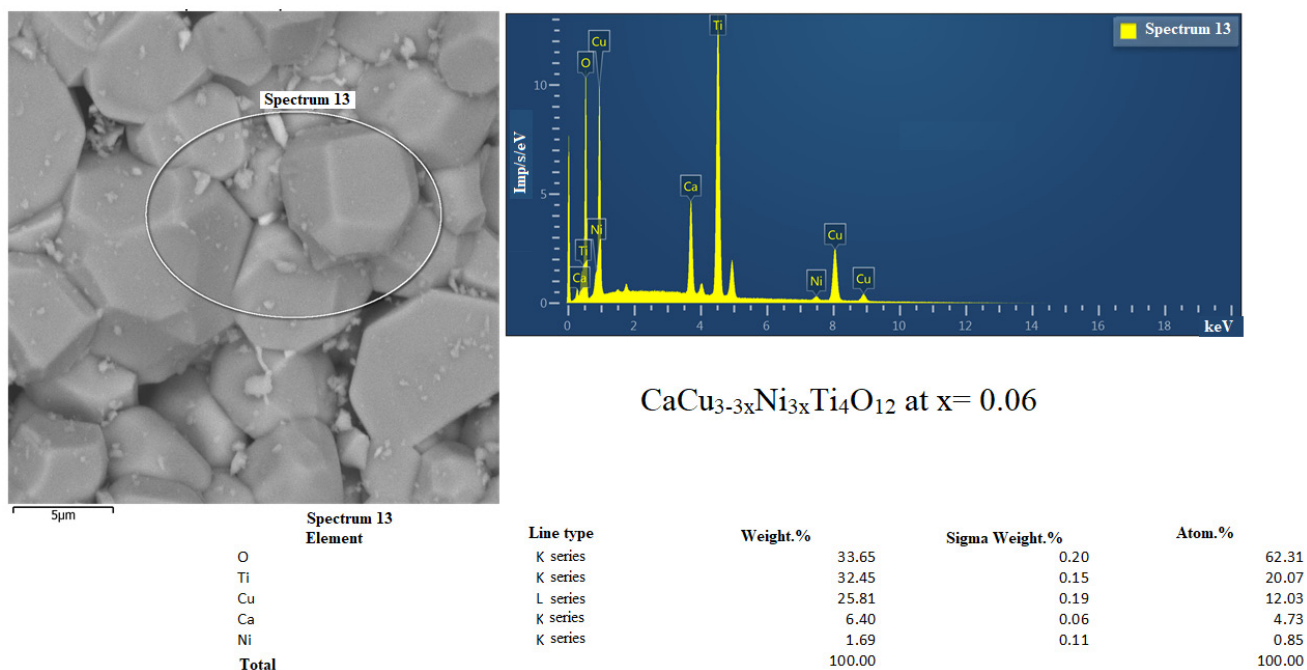 Spectrum 13
5µm
Spectrum 13
Imp/s/eV
10
5
0
Ca
Ti
O
Ni
Cu
Ca
Ti
Ni
Cu
Cu
0 2 4 6 8 10 12 14 16 18 keV
CaCu₃₋₃ₓNi₃ₓTi₄O₁₂ at x= 0.06
Spectrum 13
Element Line type Weight.% Sigma Weight.% Atom.%
O K series 33.65 0.20 62.31
Ti K series 32.45 0.15 20.07
Cu L series 25.81 0.19 12.03
Ca K series 6.40 0.06 4.73
Ni K series 1.69 0.11 0.85
Total 100.00 100.00